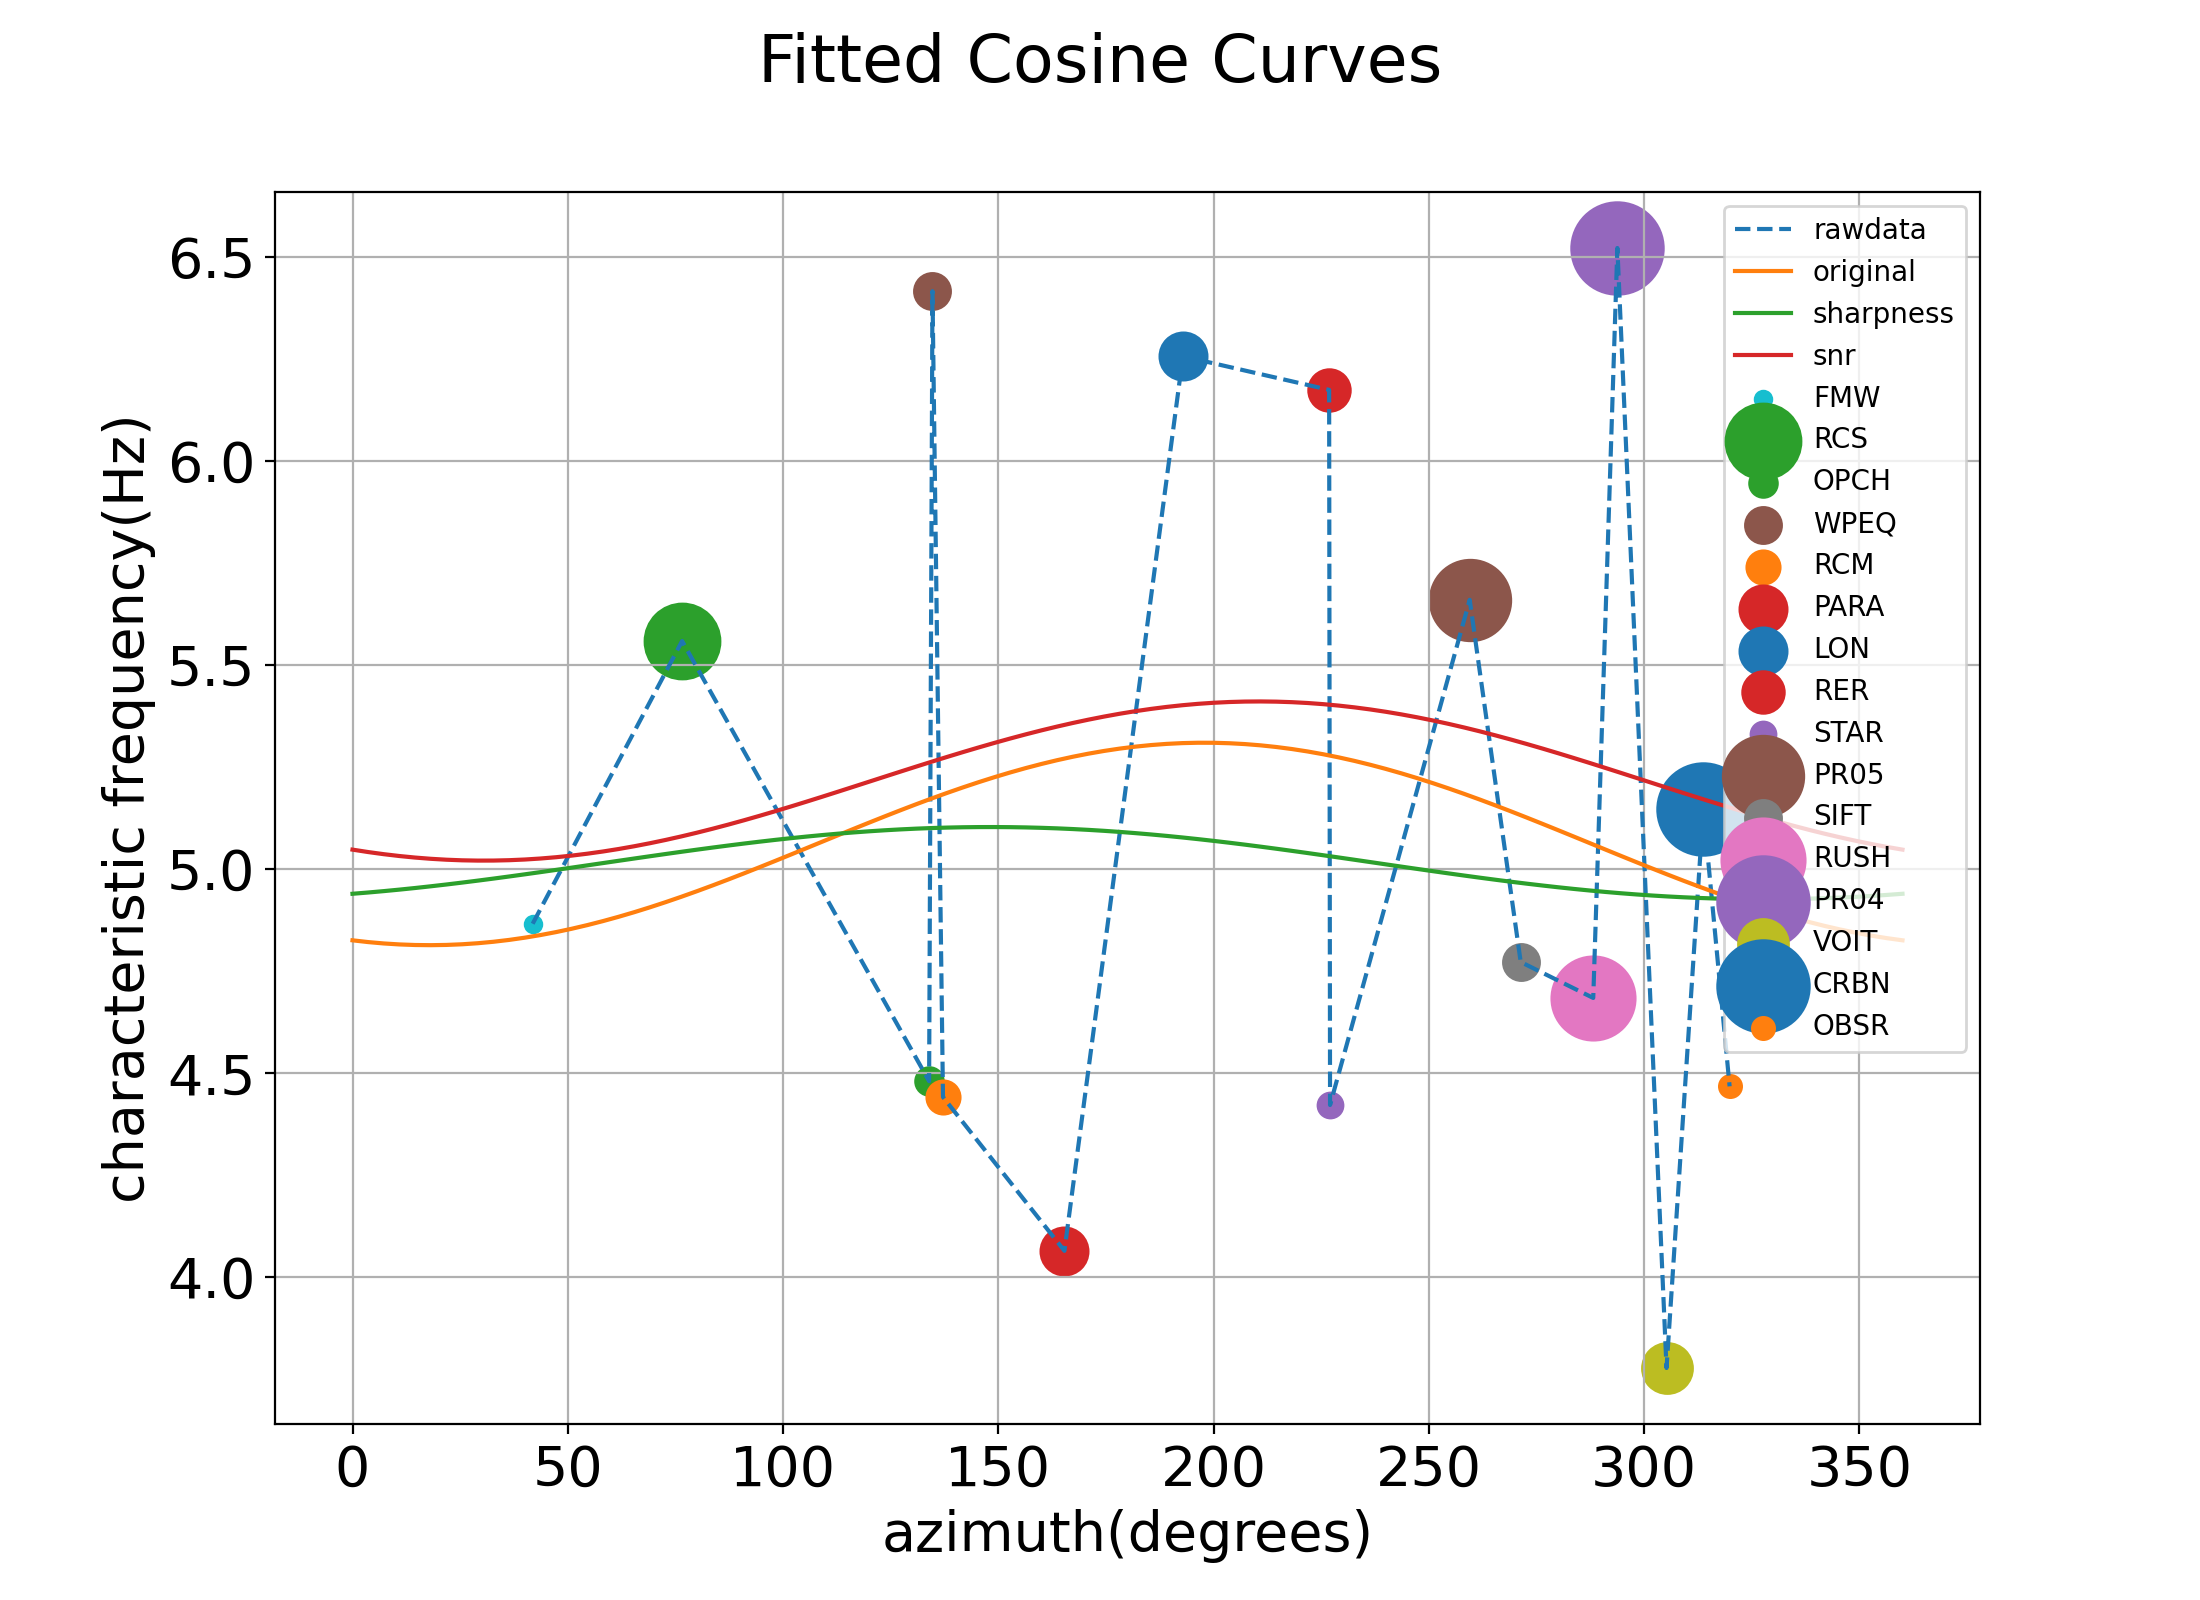 Fitted Cosine Curves
6.5
6.0
5.5
5.0
4.5
4.0
characteristic frequency(Hz)
0 50 100 150 200 250 300 350
azimuth(degrees)
rawdata
original
sharpness
snr
FMW
RCS
OPCH
WPEQ
RCM
PARA
LON
RER
STAR
PR05
SIFT
RUSH
PR04
VOIT
CRBN
OBSR